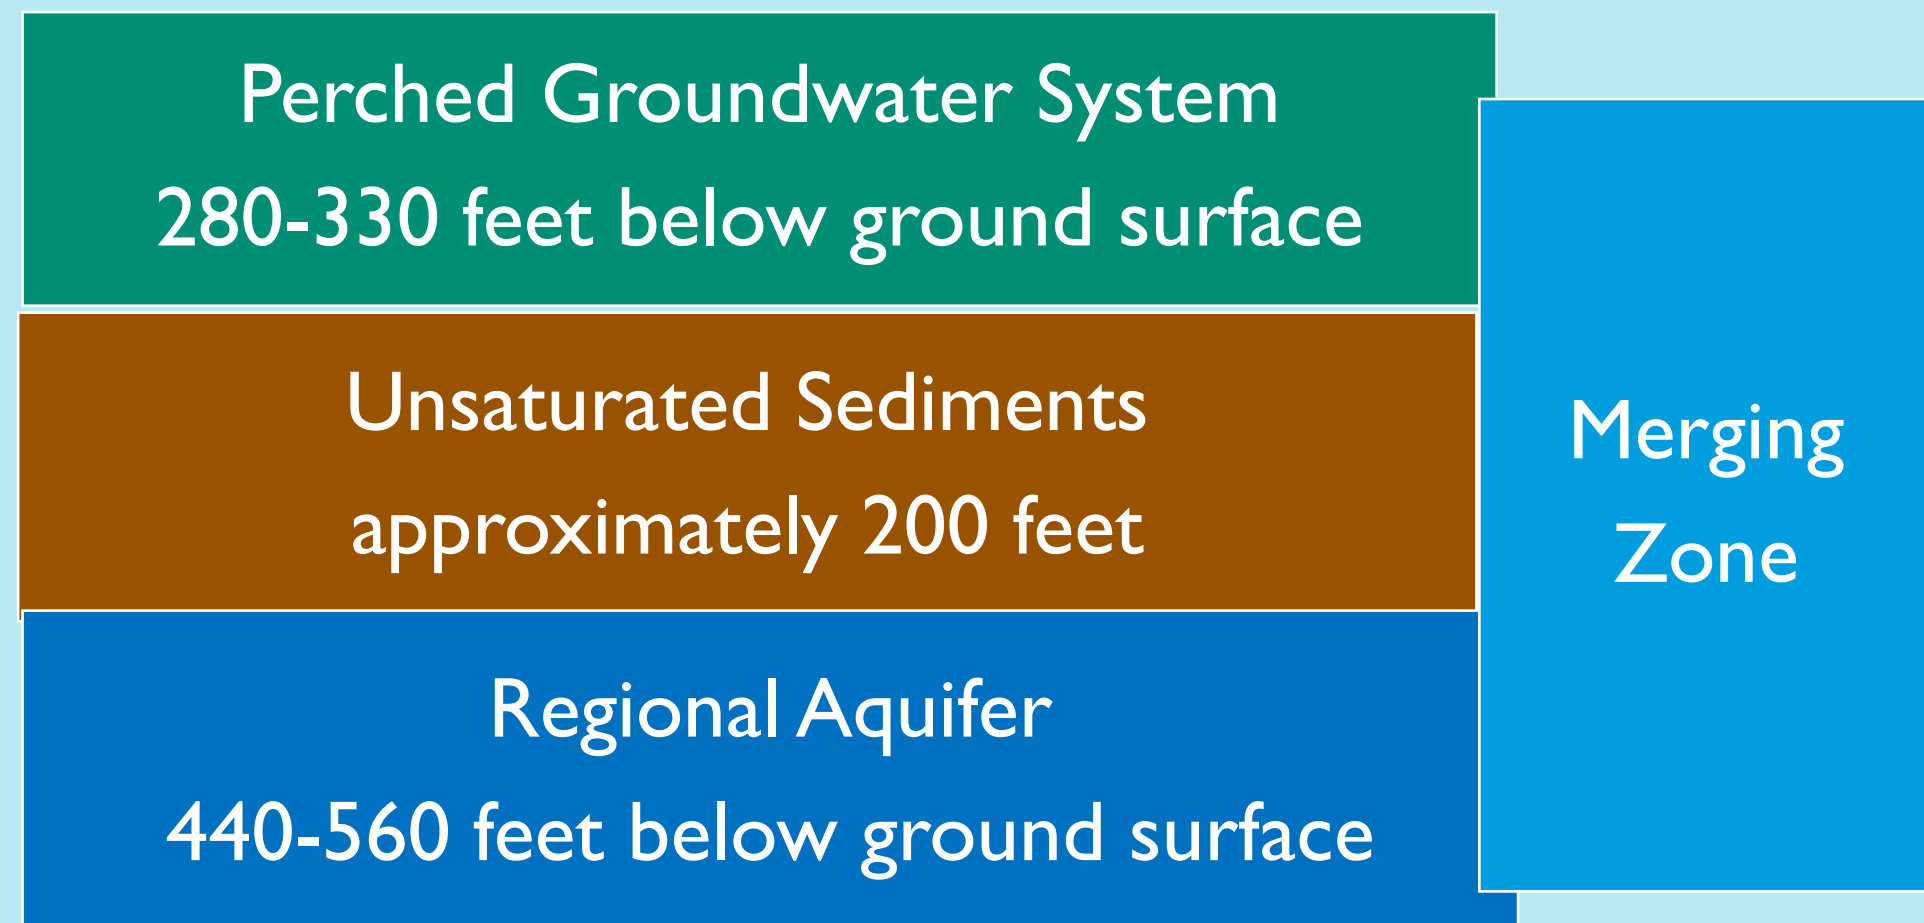 Perched Groundwater System
280-330 feet below ground surface
Unsaturated Sediments
approximately 200 feet
Regional Aquifer
440-560 feet below ground surface
Merging
Zone